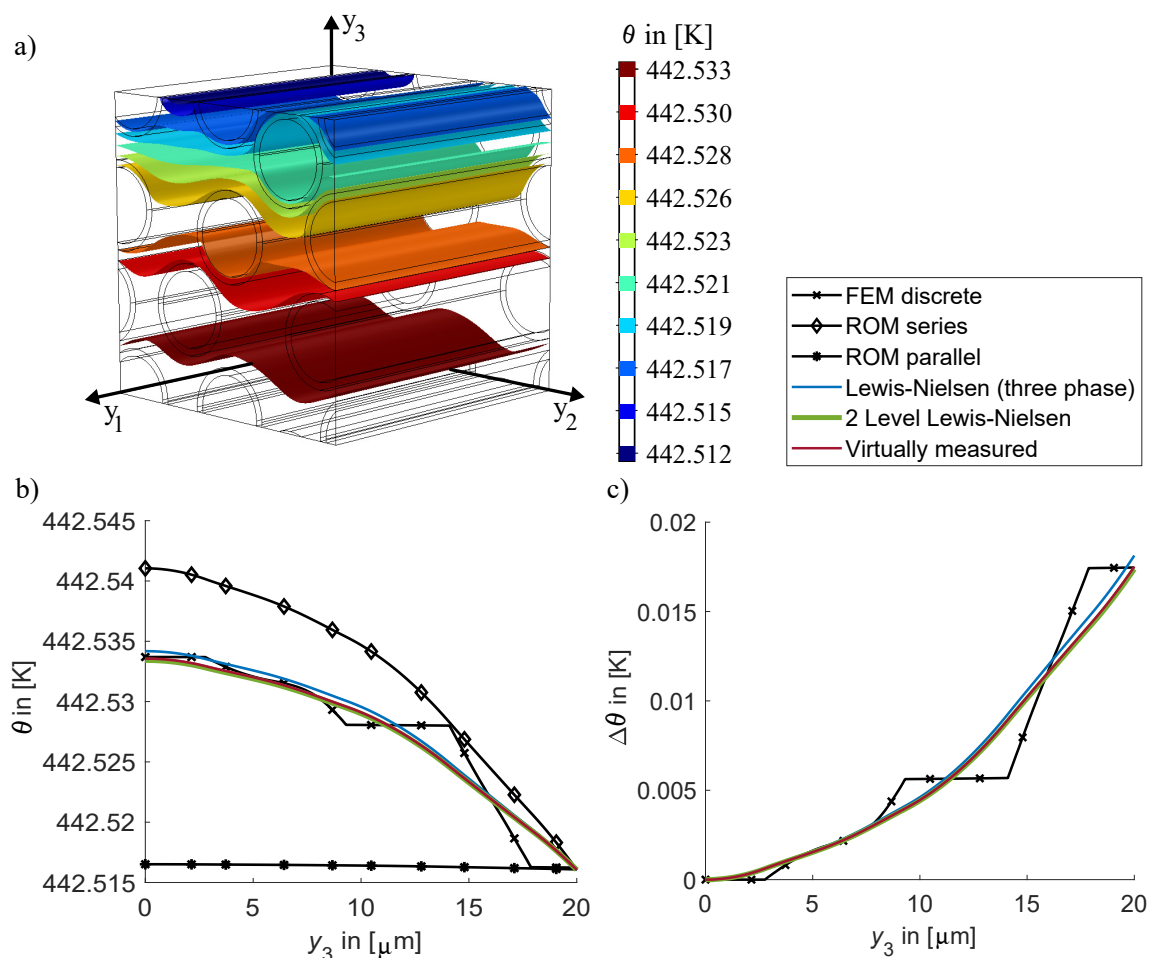 a)
y3
θ in [K]
442.533
442.530
442.528
442.526
442.523
442.521
442.519
442.517
442.515
442.512
y1
y2
FEM discrete
ROM series
ROM parallel
Lewis-Nielsen (three phase)
2 Level Lewis-Nielsen
Virtually measured
b)
442.545
442.54
442.535
442.53
442.525
442.52
442.515
θ in [K]
0 5 10 15 20
y3 in [μm]
c)
0.02
0.015
0.01
0.005
0
Δθ in [K]
0 5 10 15 20
y3 in [μm]